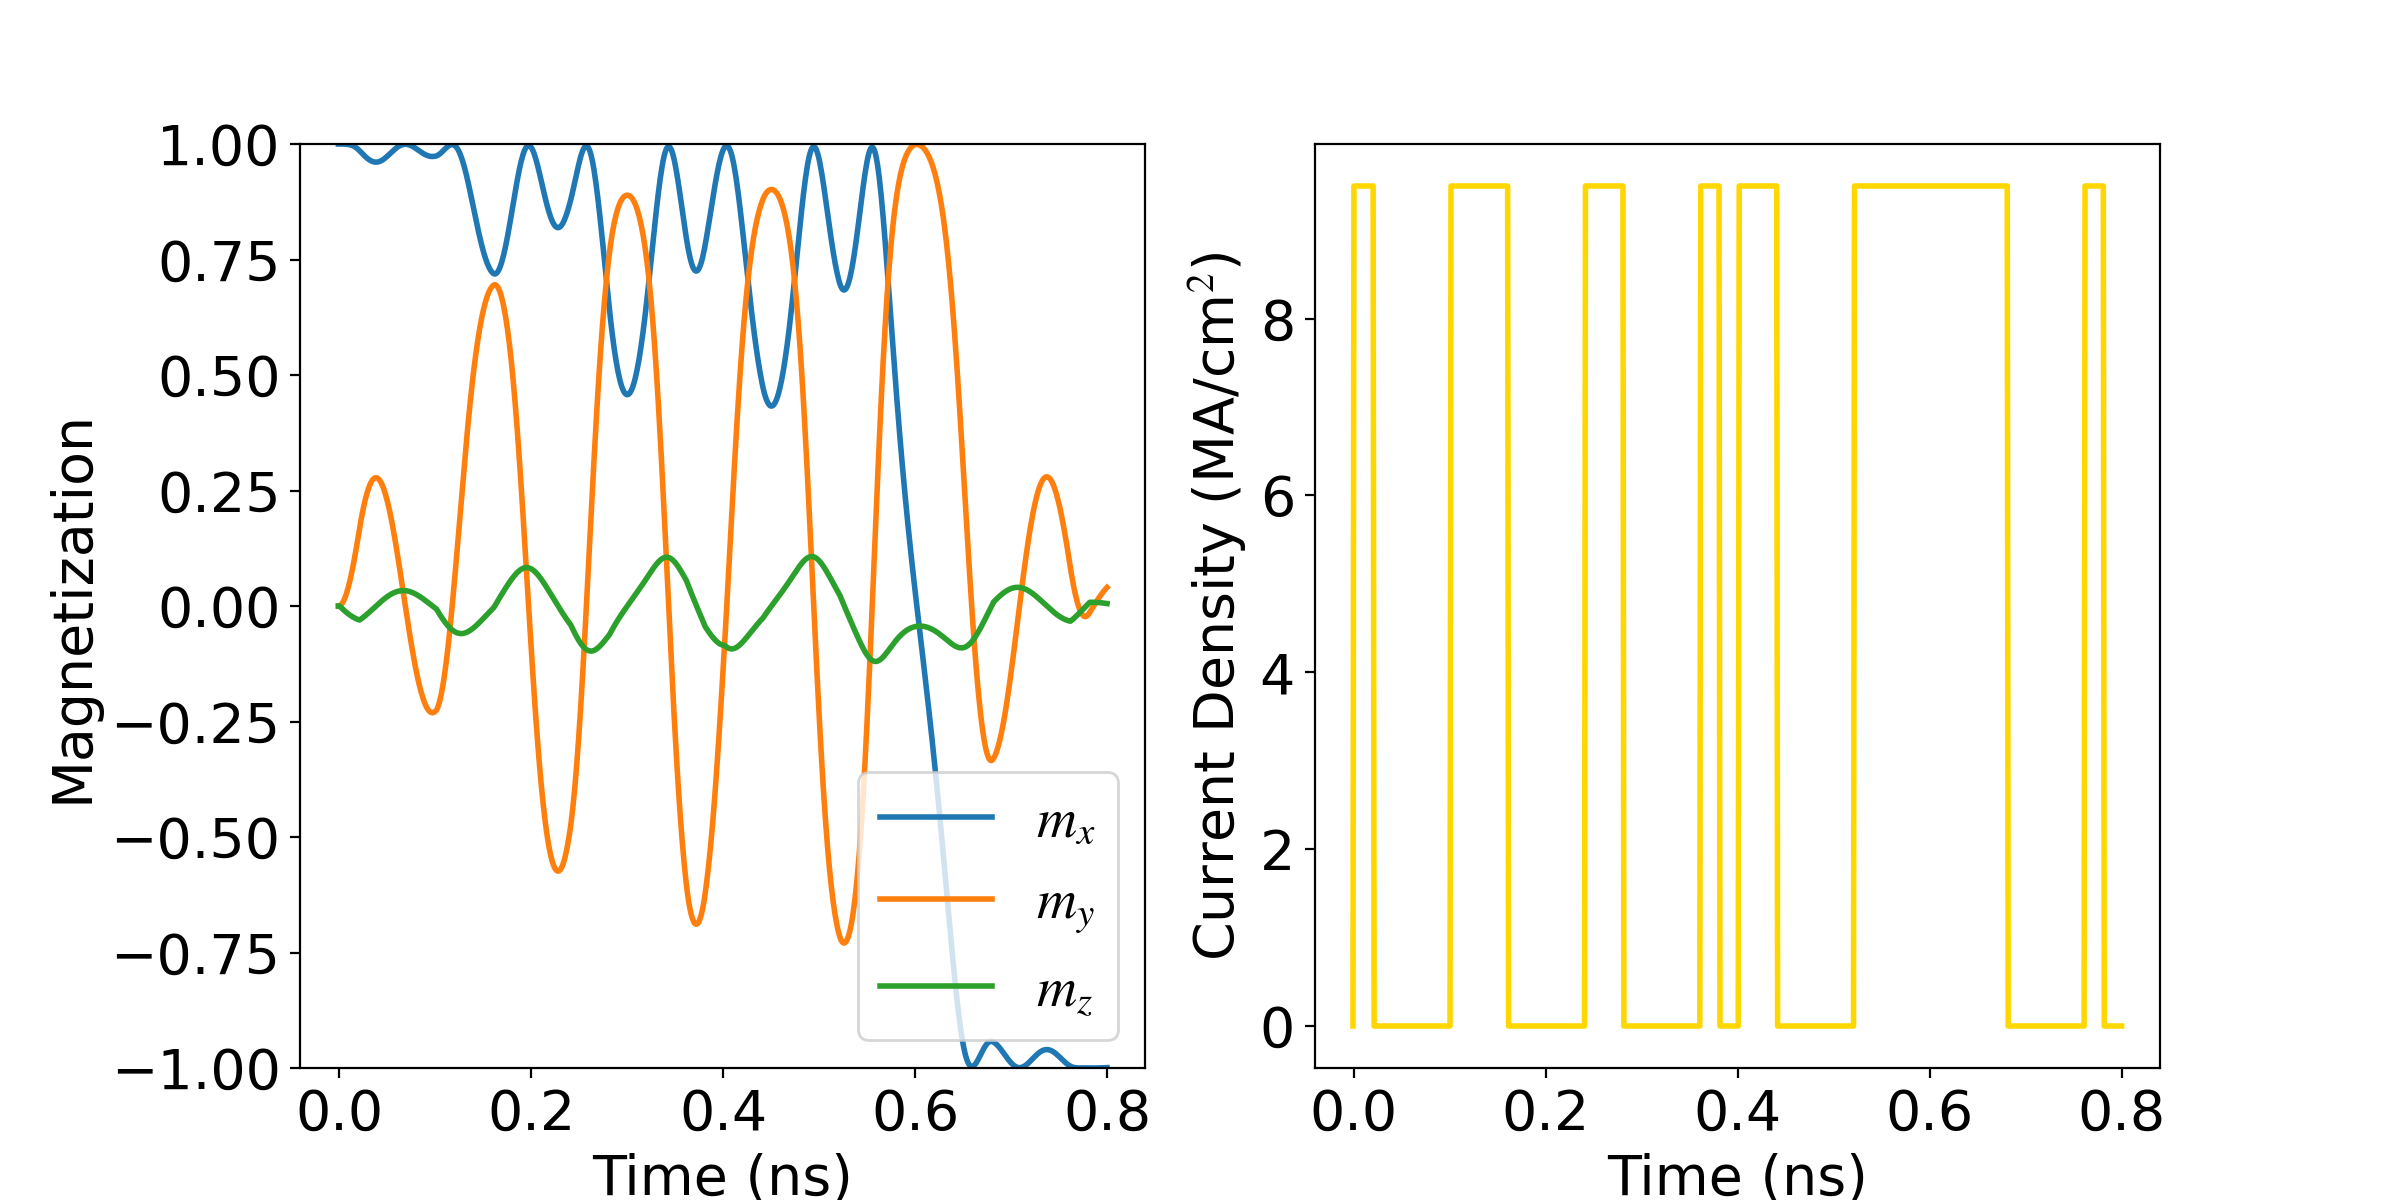 Magnetization
1.00
0.75
0.50
0.25
0.00
−0.25
−0.50
−0.75
−1.00
0.0 0.2 0.4 0.6 0.8
Time (ns)
m_x
m_y
m_z
Current Density (MA/cm²)
8
6
4
2
0
0.0 0.2 0.4 0.6 0.8
Time (ns)